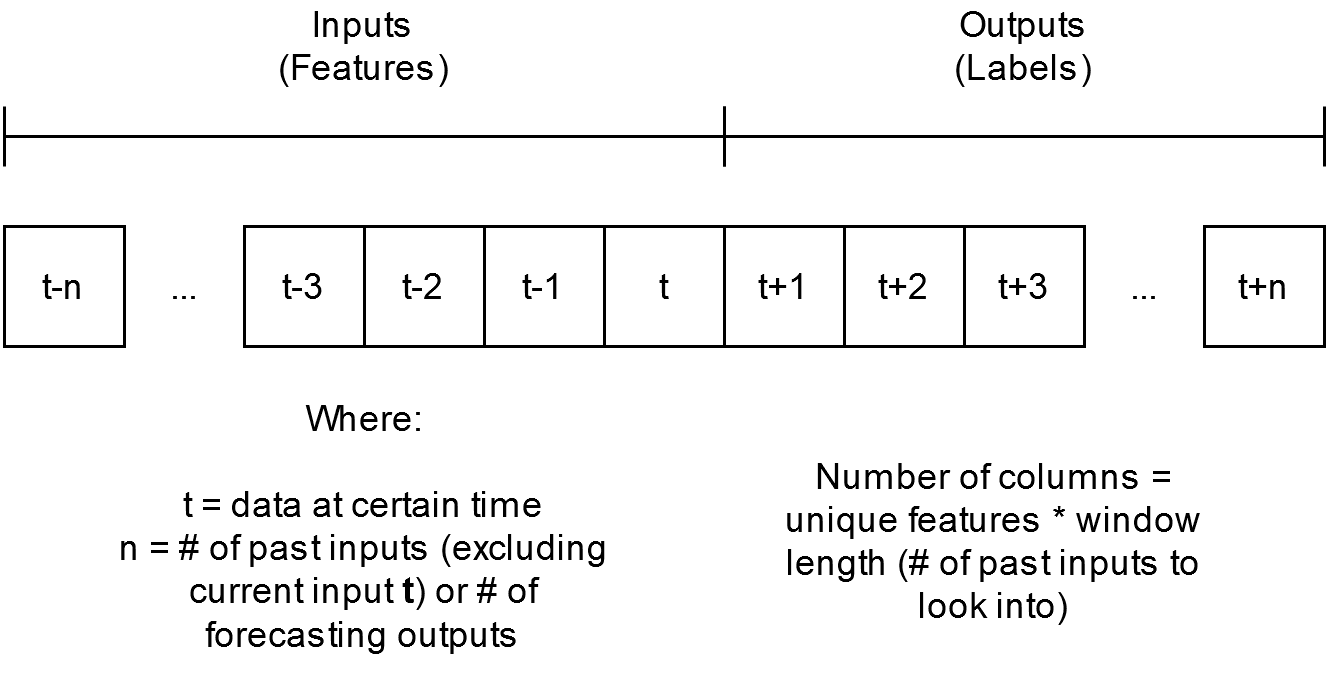 Inputs
(Features)
Outputs
(Labels)
t-n ... t-3 t-2 t-1 t t+1 t+2 t+3 ... t+n
Where:
t = data at certain time
n = # of past inputs (excluding
current input t) or # of
forecasting outputs
Number of columns =
unique features * window
length (# of past inputs to
look into)